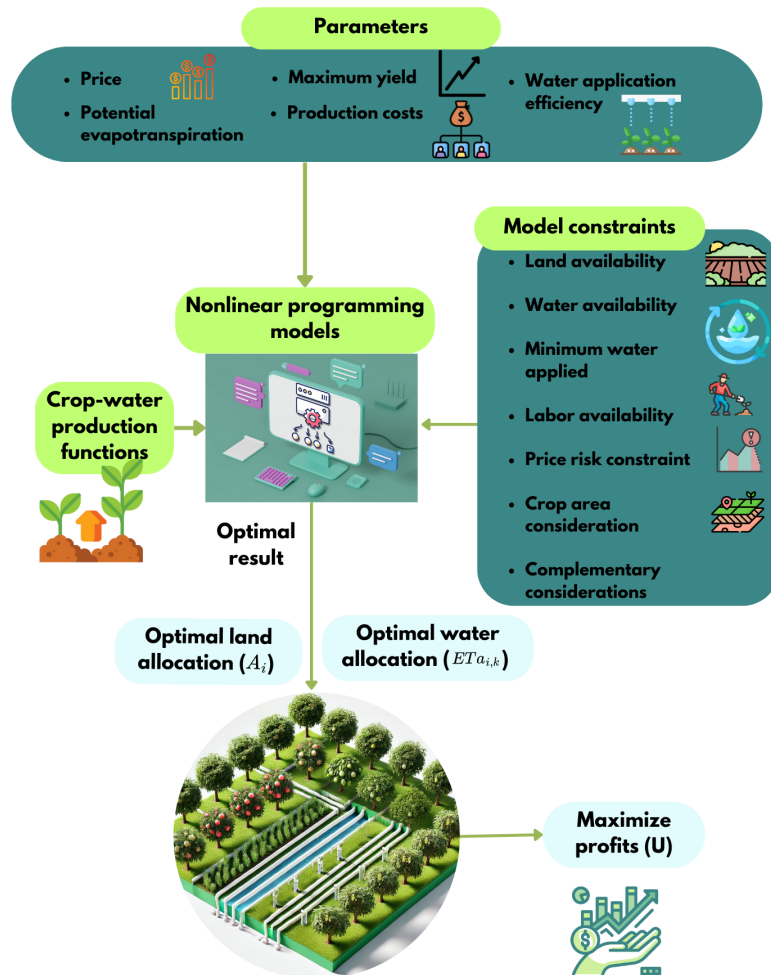 Parameters
• Price
• Potential
evapotranspiration
• Maximum yield
• Production costs
• Water application
efficiency
Model constraints
• Land availability
• Water availability
• Minimum water
applied
• Labor availability
• Price risk constraint
• Crop area
consideration
• Complementary
considerations
Nonlinear programming
models
Crop-water
production
functions
Optimal
result
Optimal land
allocation (A_i)
Optimal water
allocation (ETa_{i,k})
Maximize
profits (U)